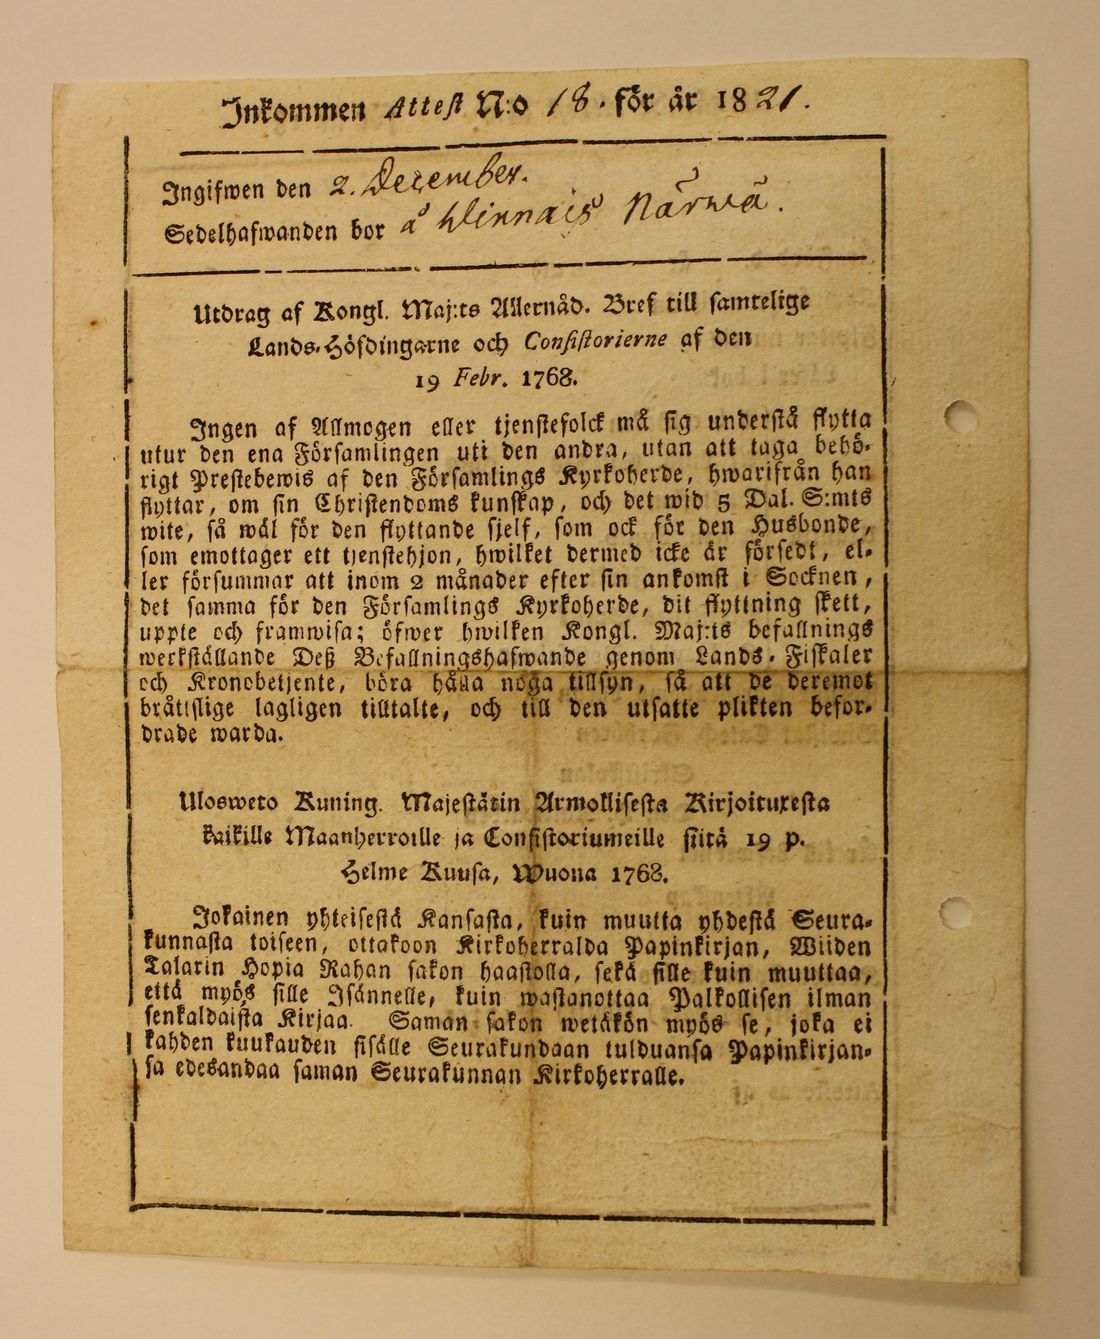 Inkommen Attest N:o 18. för år 1821.
Ingifwen den 2. December.
Sedelhafwanden bor å Winnais Närwä.
Utdrag af Kongl. Maj:ts Allernåd. Bref till samtelige
Lands-Höfdingarne och Consistorierne af den
19 Febr. 1768.
Ingen af Allmogen eller tjenstefolck må sig understå flytta
utur den ena Församlingen uti den andra, utan att taga behö-
rigt Prestebewis af den Församlings Kyrkoherde, hwarifrån han
flyttar, om sin Christendoms kunskap, och det wid 5 Dal. S:mts
wite, så wäl för den flyttande sjelf, som ock för den Husbonde,
som emottager ett tjenstehjon, hwilket dermed icke är försedt, el-
ler försummar att inom 2 månader efter sin ankomst i Socknen,
det samma för den Församlings Kyrkoherde, dit flyttning skett,
uppte och framwisa; öfwer hwilken Kongl. Maj:ts befallnings
werkställande Deß Befallningshafwande genom Lands-Fiskaler
och Kronobetjente, böra hålla noga tillsyn, så att de deremot
bråttslige lagligen tilltalte, och till den utsatte plikten befor-
drade warda.
Ulosweto Kuning. Majestätin Armollisesta Kirjoituxesta
kaikille Maanherroille ja Consistoriumeille siitä 19 p.
Helme Kuusa, Wuona 1768.
Jokainen yhteisestä Kansasta, kuin muutta yhdestä Seura-
kunnasta toiseen, ottakoon Kirkoherralda Papinkirjan, Wiiden
Talarin Hopia Rahan sakon haastolla, sekä sille kuin muuttaa,
että myös sille Isännelle, kuin wastanottaa Palkollisen ilman
senkaldaista Kirjaa. Saman sakon wetäkön myös se, joka ei
kahden kuukauden sisälle Seurakundaan tulduansa Papinkirjan-
sa edesandaa saman Seurakunnan Kirkoherralle.